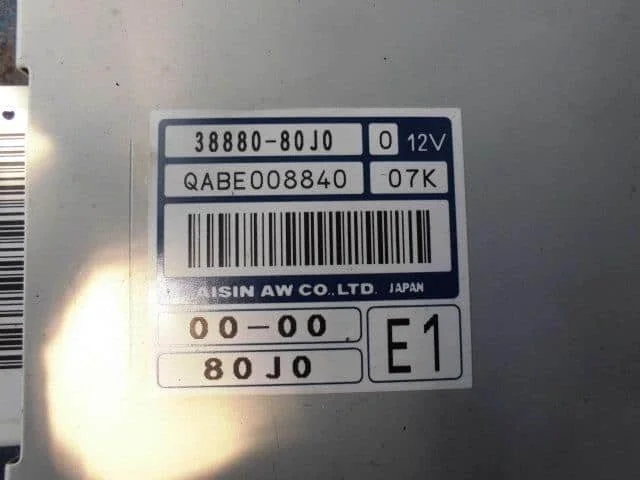 38880-80J0 0 12V
QABE008840 07K
AISIN AW CO.,LTD. JAPAN
00-00
80J0
E1